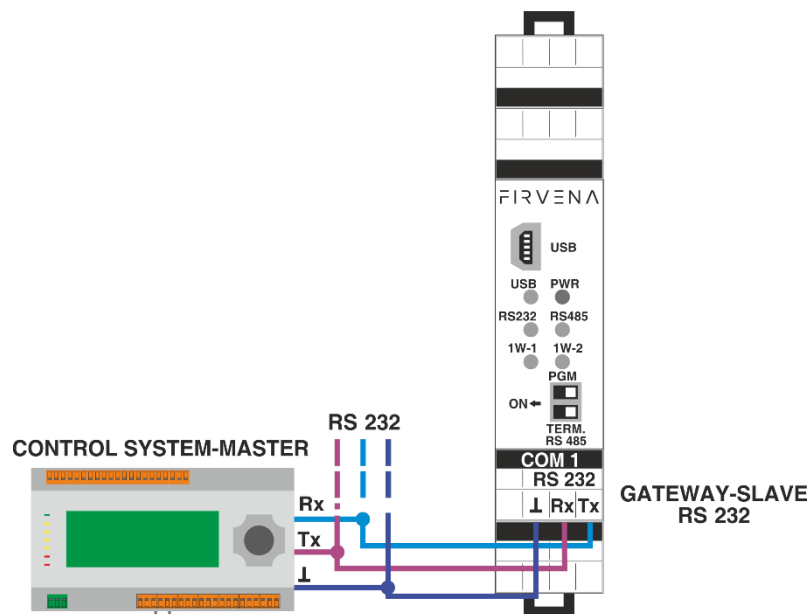 FIRVENA
USB
USB PWR
RS232 RS485
1W-1 1W-2
PGM
ON
TERM.
RS 485
RS 232
CONTROL SYSTEM-MASTER
Rx
Tx
⊥
COM 1
RS 232
⊥ Rx Tx
GATEWAY-SLAVE
RS 232